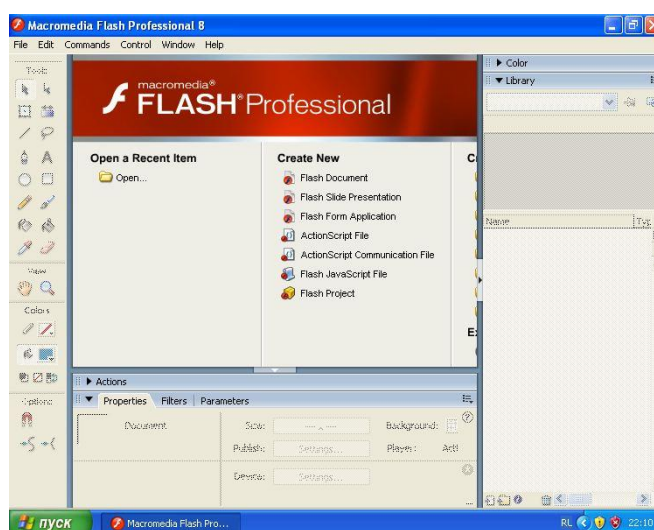 Macromedia Flash Professional 8
File Edit Commands Control Window Help
Tools
View
Colors
Options
macromedia®
FLASH® Professional
Open a Recent Item
Open...
Create New
Flash Document
Flash Slide Presentation
Flash Form Application
ActionScript File
ActionScript Communication File
Flash JavaScript File
Flash Project
Color
Library
Name
Actions
Properties Filters Parameters
Document Size: Background:
Publish: Settings... Player:
Device: Settings...
пуск Macromedia Flash Pro... RL 22:10